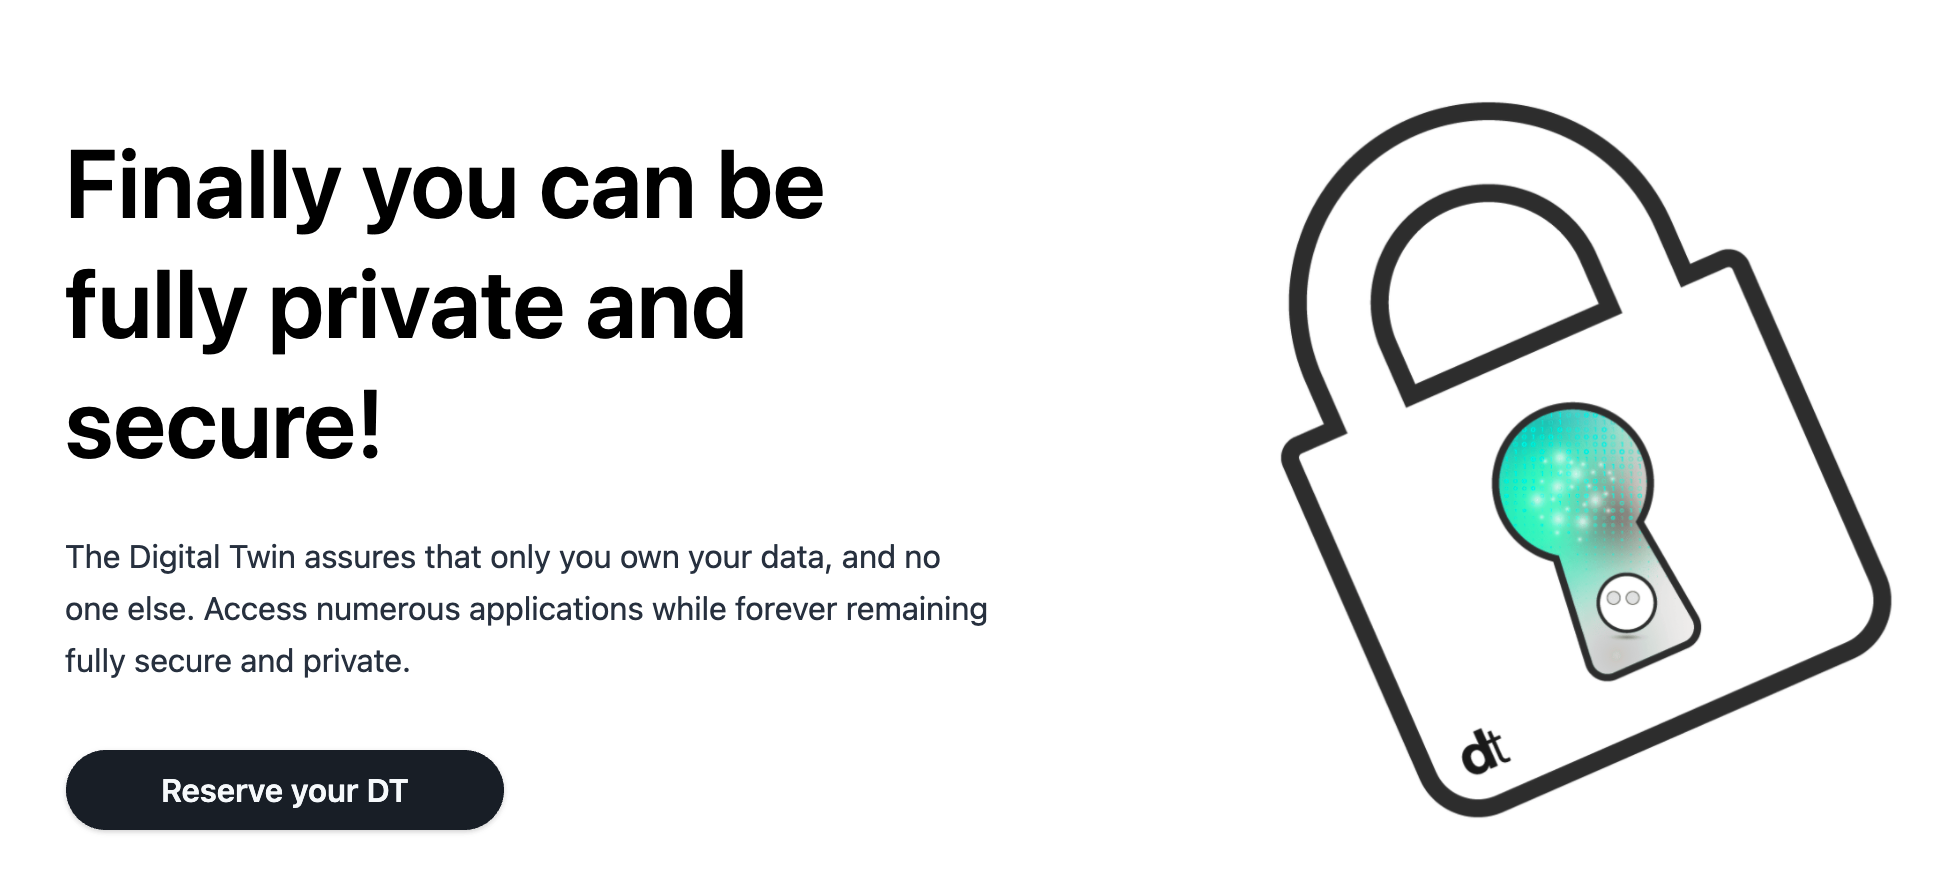 Finally you can be
fully private and
secure!
The Digital Twin assures that only you own your data, and no
one else. Access numerous applications while forever remaining
fully secure and private.
Reserve your DT
dt